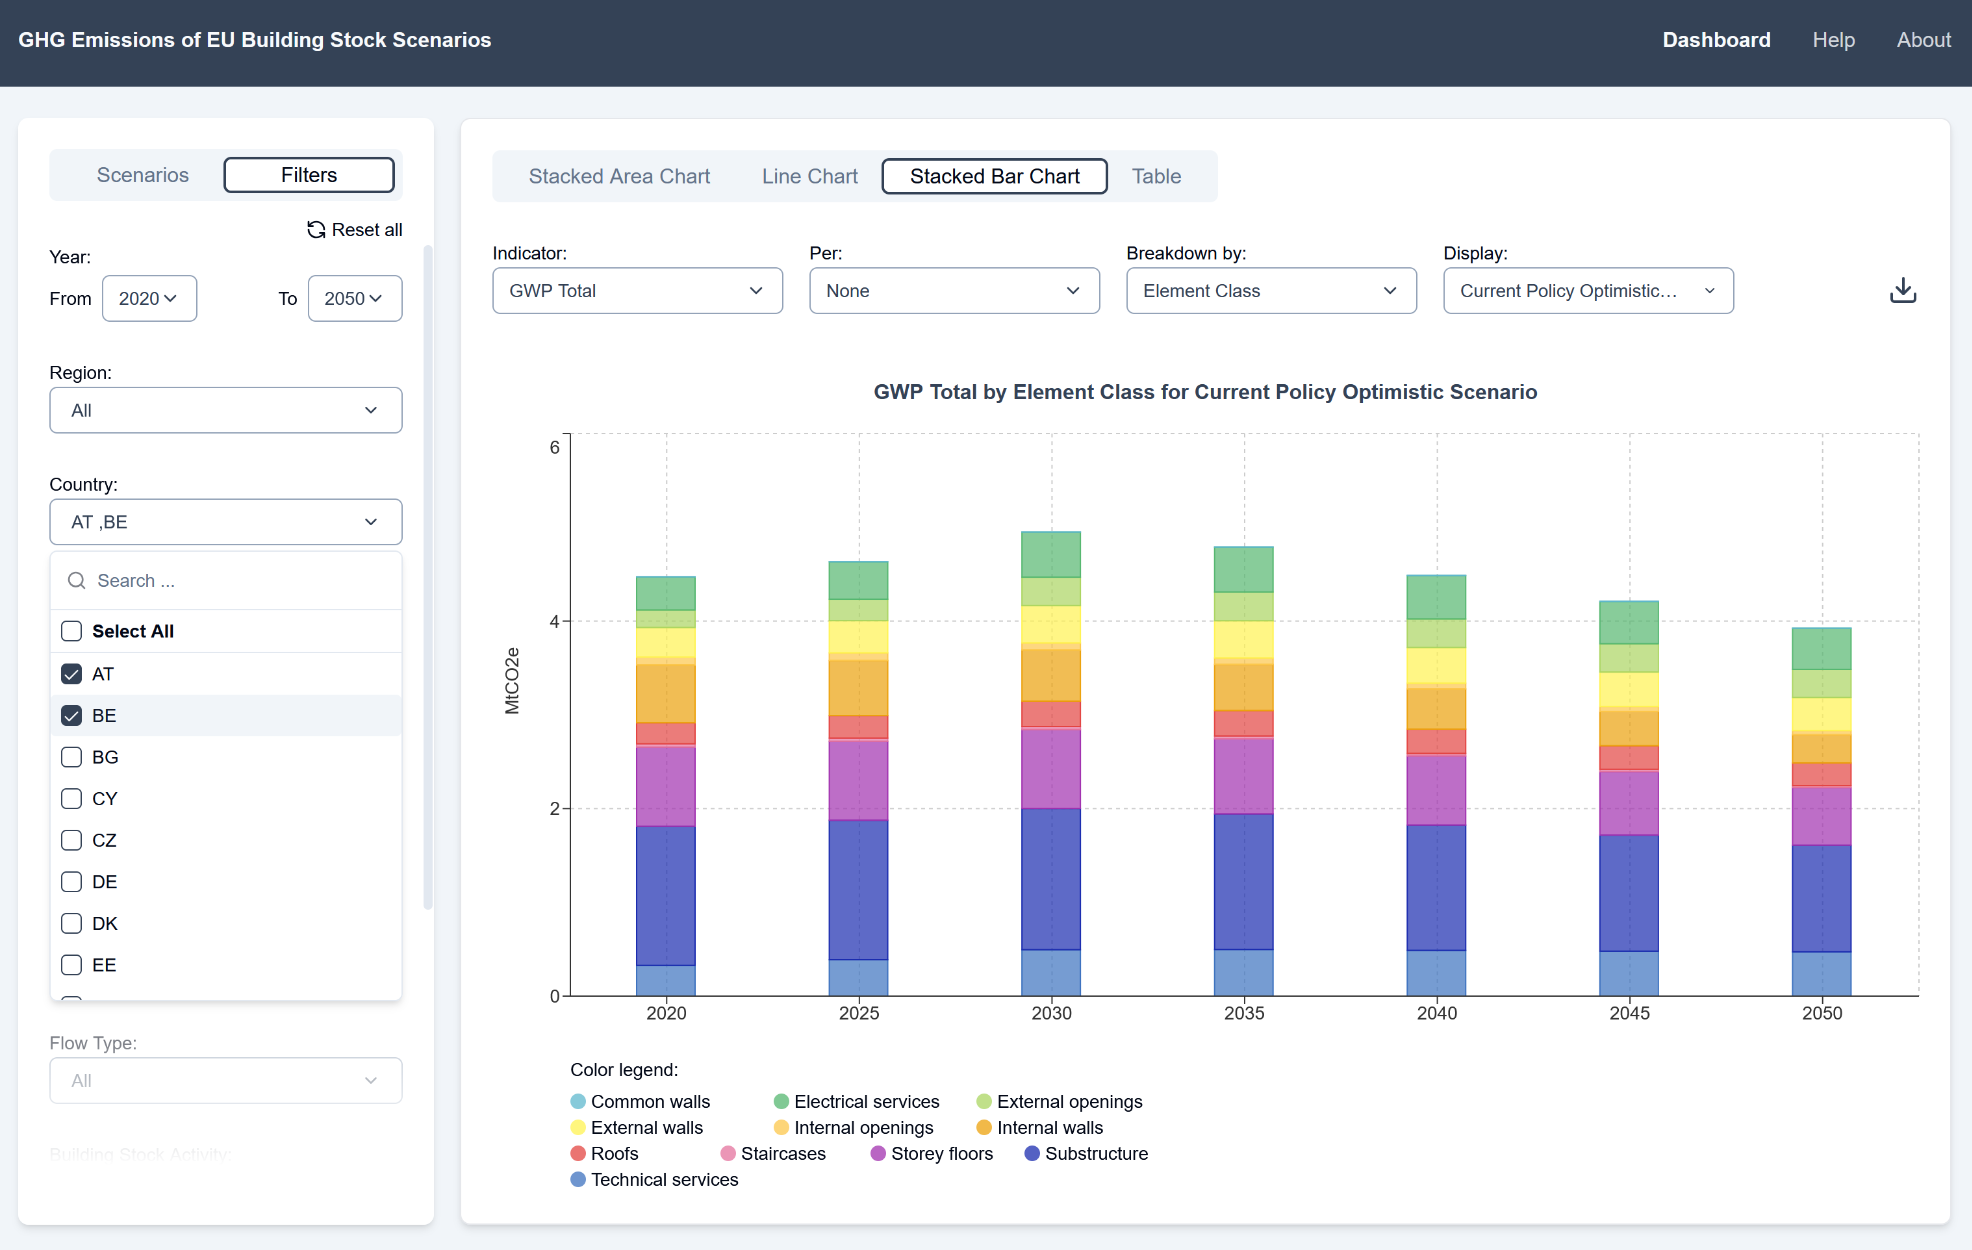 GHG Emissions of EU Building Stock Scenarios
Dashboard Help About
Scenarios Filters
Reset all
Year:
From 2020 To 2050
Region:
All
Country:
AT ,BE
Search ...
Select All
AT
BE
BG
CY
CZ
DE
DK
EE
Flow Type:
All
Building Stock Activity:
Stacked Area Chart Line Chart Stacked Bar Chart Table
Indicator: Per: Breakdown by: Display:
GWP Total None Element Class Current Policy Optimistic...
GWP Total by Element Class for Current Policy Optimistic Scenario
6
4
2
0
MtCO2e
2020 2025 2030 2035 2040 2045 2050
Color legend:
Common walls Electrical services External openings
External walls Internal openings Internal walls
Roofs Staircases Storey floors Substructure
Technical services